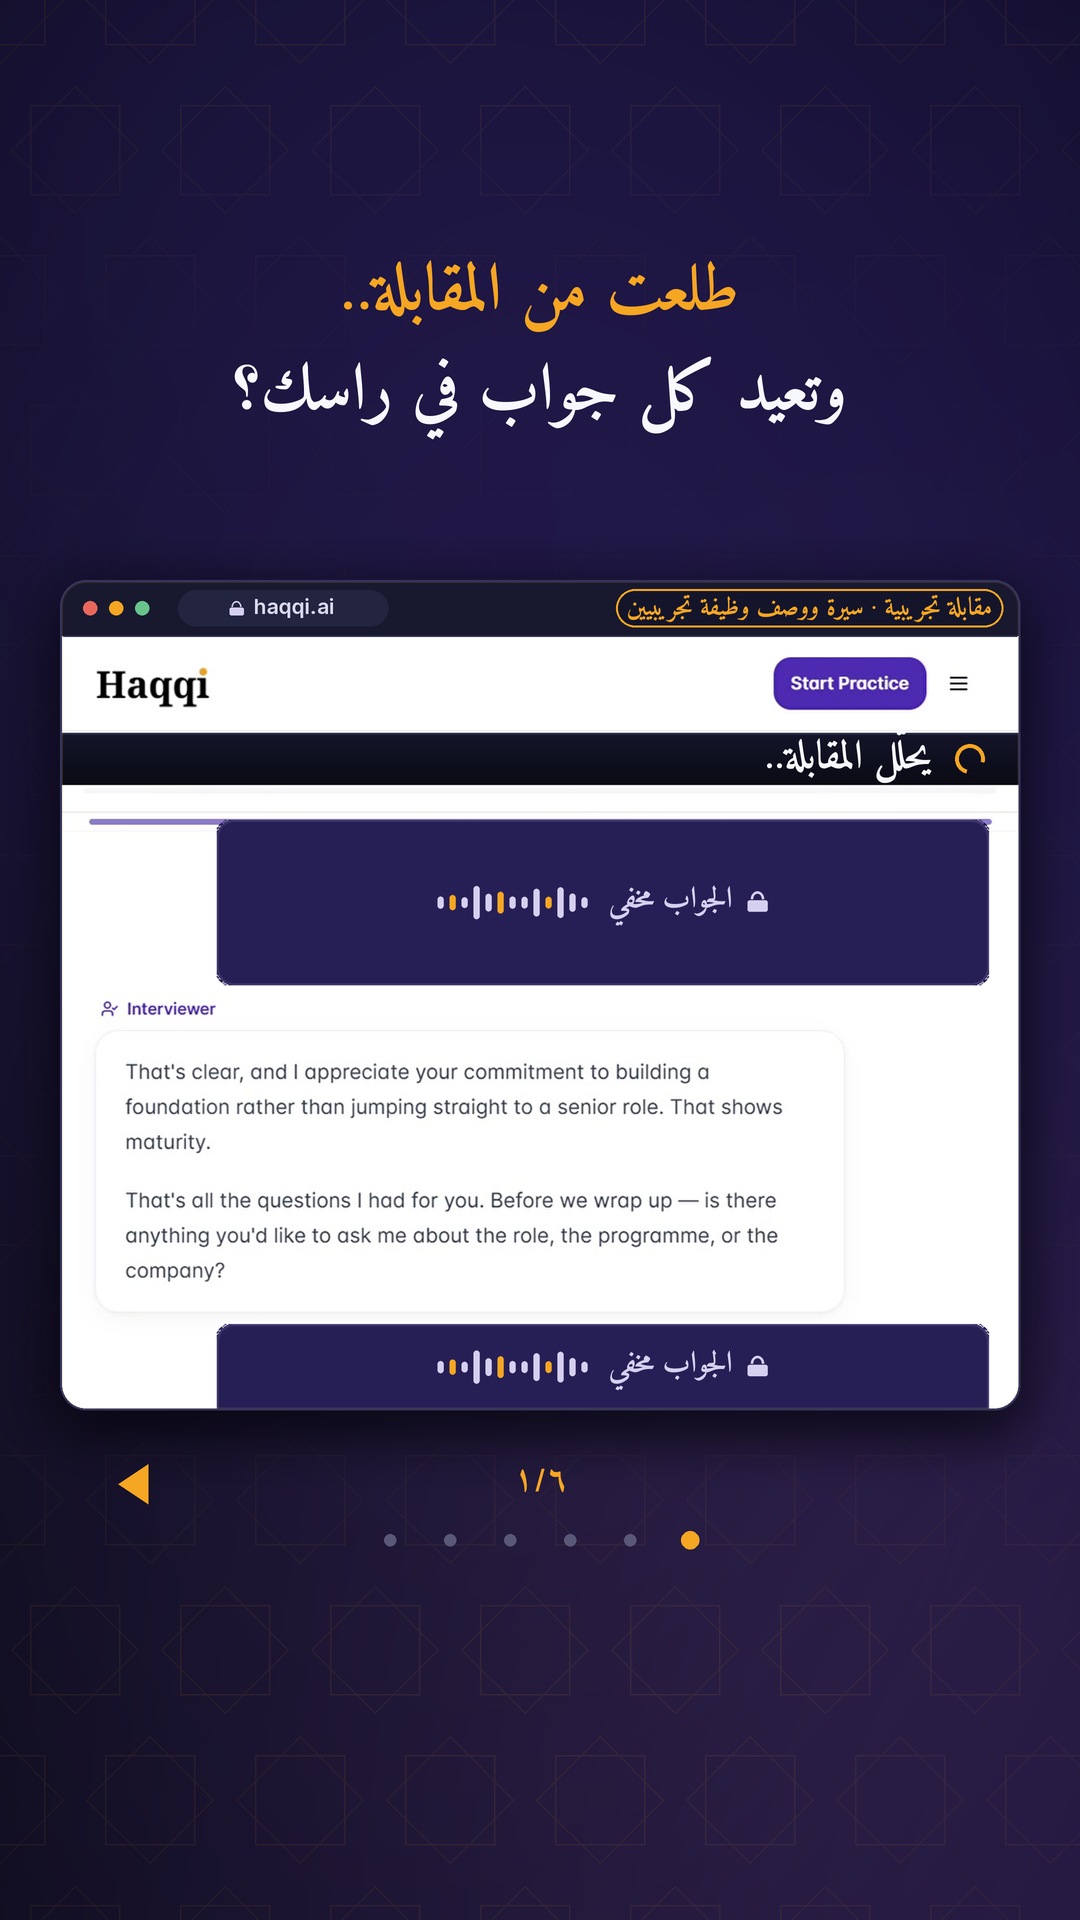 طلعت من المقابلة..
وتعيد كل جواب في راسك؟
haqqi.ai
مقابلة تجريبية · سيرة ووصف وظيفة تجريبيين
Haqqi
Start Practice
يحلّل المقابلة..
الجواب مخفي
Interviewer
That's clear, and I appreciate your commitment to building a
foundation rather than jumping straight to a senior role. That shows
maturity.
That's all the questions I had for you. Before we wrap up — is there
anything you'd like to ask me about the role, the programme, or the
company?
الجواب مخفي
١/٦